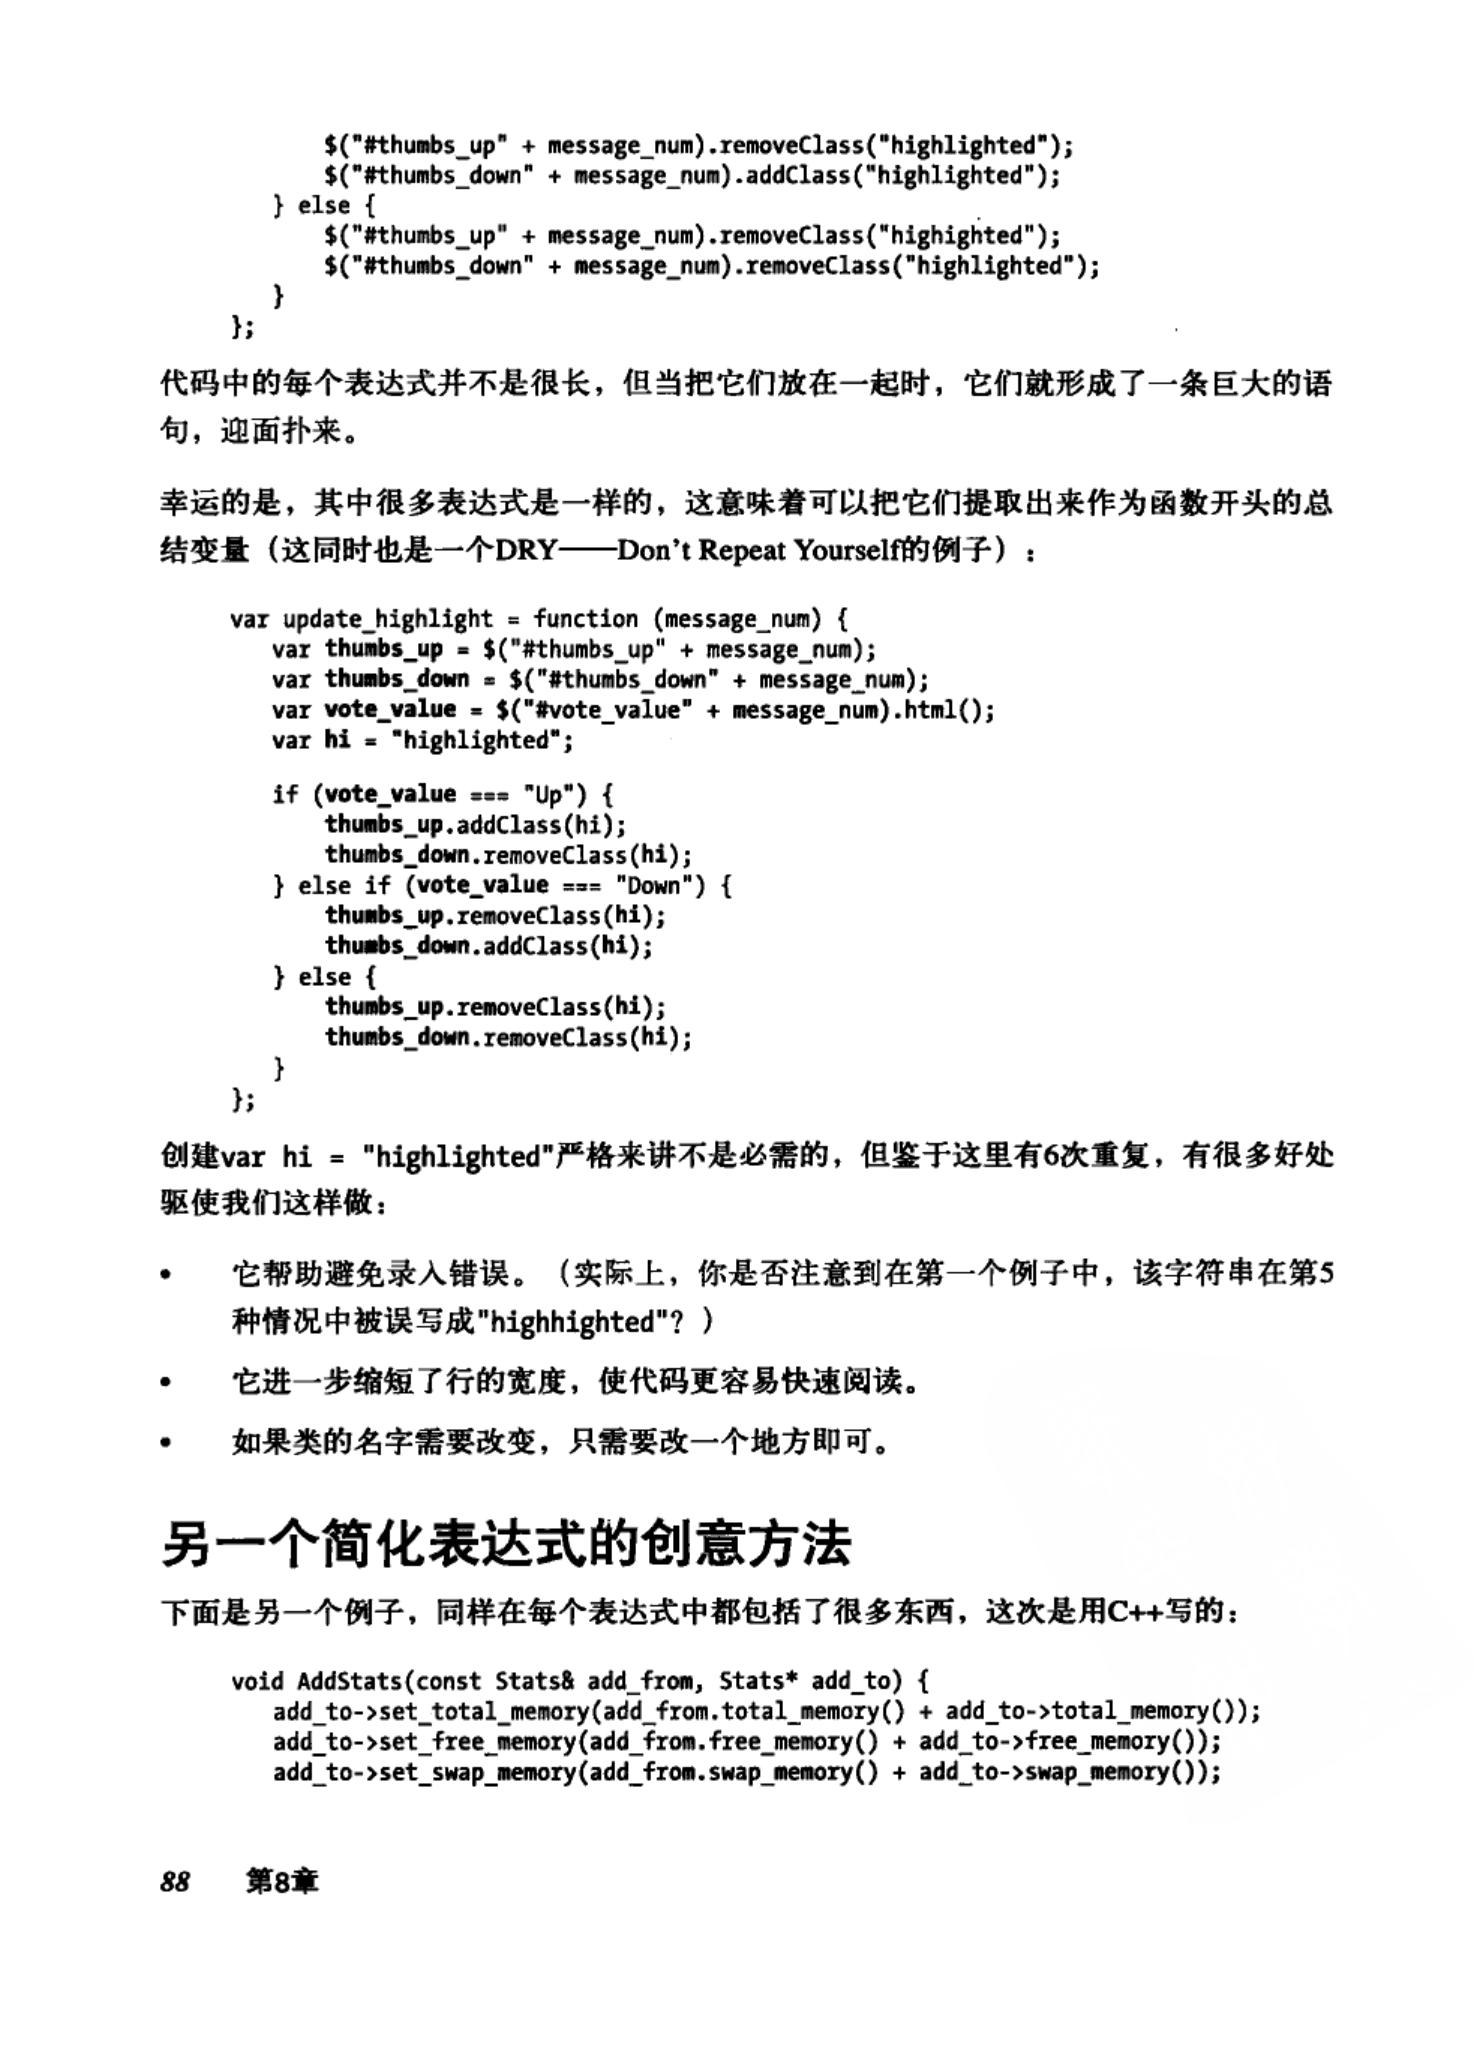 $("#thumbs_up" + message_num).removeClass("highlighted");
$("#thumbs_down" + message_num).addClass("highlighted");
} else {
$("#thumbs_up" + message_num).removeClass("highighted");
$("#thumbs_down" + message_num).removeClass("highlighted");
}
};
代码中的每个表达式并不是很长，但当把它们放在一起时，它们就形成了一条巨大的语
句，迎面扑来。
幸运的是，其中很多表达式是一样的，这意味着可以把它们提取出来作为函数开头的总
结变量（这同时也是一个DRY——Don't Repeat Yourself的例子）：
var update_highlight = function (message_num) {
var thumbs_up = $("#thumbs_up" + message_num);
var thumbs_down = $("#thumbs_down" + message_num);
var vote_value = $("#vote_value" + message_num).html();
var hi = "highlighted";
if (vote_value === "Up") {
thumbs_up.addClass(hi);
thumbs_down.removeClass(hi);
} else if (vote_value === "Down") {
thumbs_up.removeClass(hi);
thumbs_down.addClass(hi);
} else {
thumbs_up.removeClass(hi);
thumbs_down.removeClass(hi);
}
};
创建var hi = "highlighted"严格来讲不是必需的，但鉴于这里有6次重复，有很多好处
驱使我们这样做：
• 它帮助避免录入错误。（实际上，你是否注意到在第一个例子中，该字符串在第5
种情况中被误写成"highhighted"？）
• 它进一步缩短了行的宽度，使代码更容易快速阅读。
• 如果类的名字需要改变，只需要改一个地方即可。
另一个简化表达式的创意方法
下面是另一个例子，同样在每个表达式中都包括了很多东西，这次是用C++写的：
void AddStats(const Stats& add_from, Stats* add_to) {
add_to->set_total_memory(add_from.total_memory() + add_to->total_memory());
add_to->set_free_memory(add_from.free_memory() + add_to->free_memory());
add_to->set_swap_memory(add_from.swap_memory() + add_to->swap_memory());
88 第8章